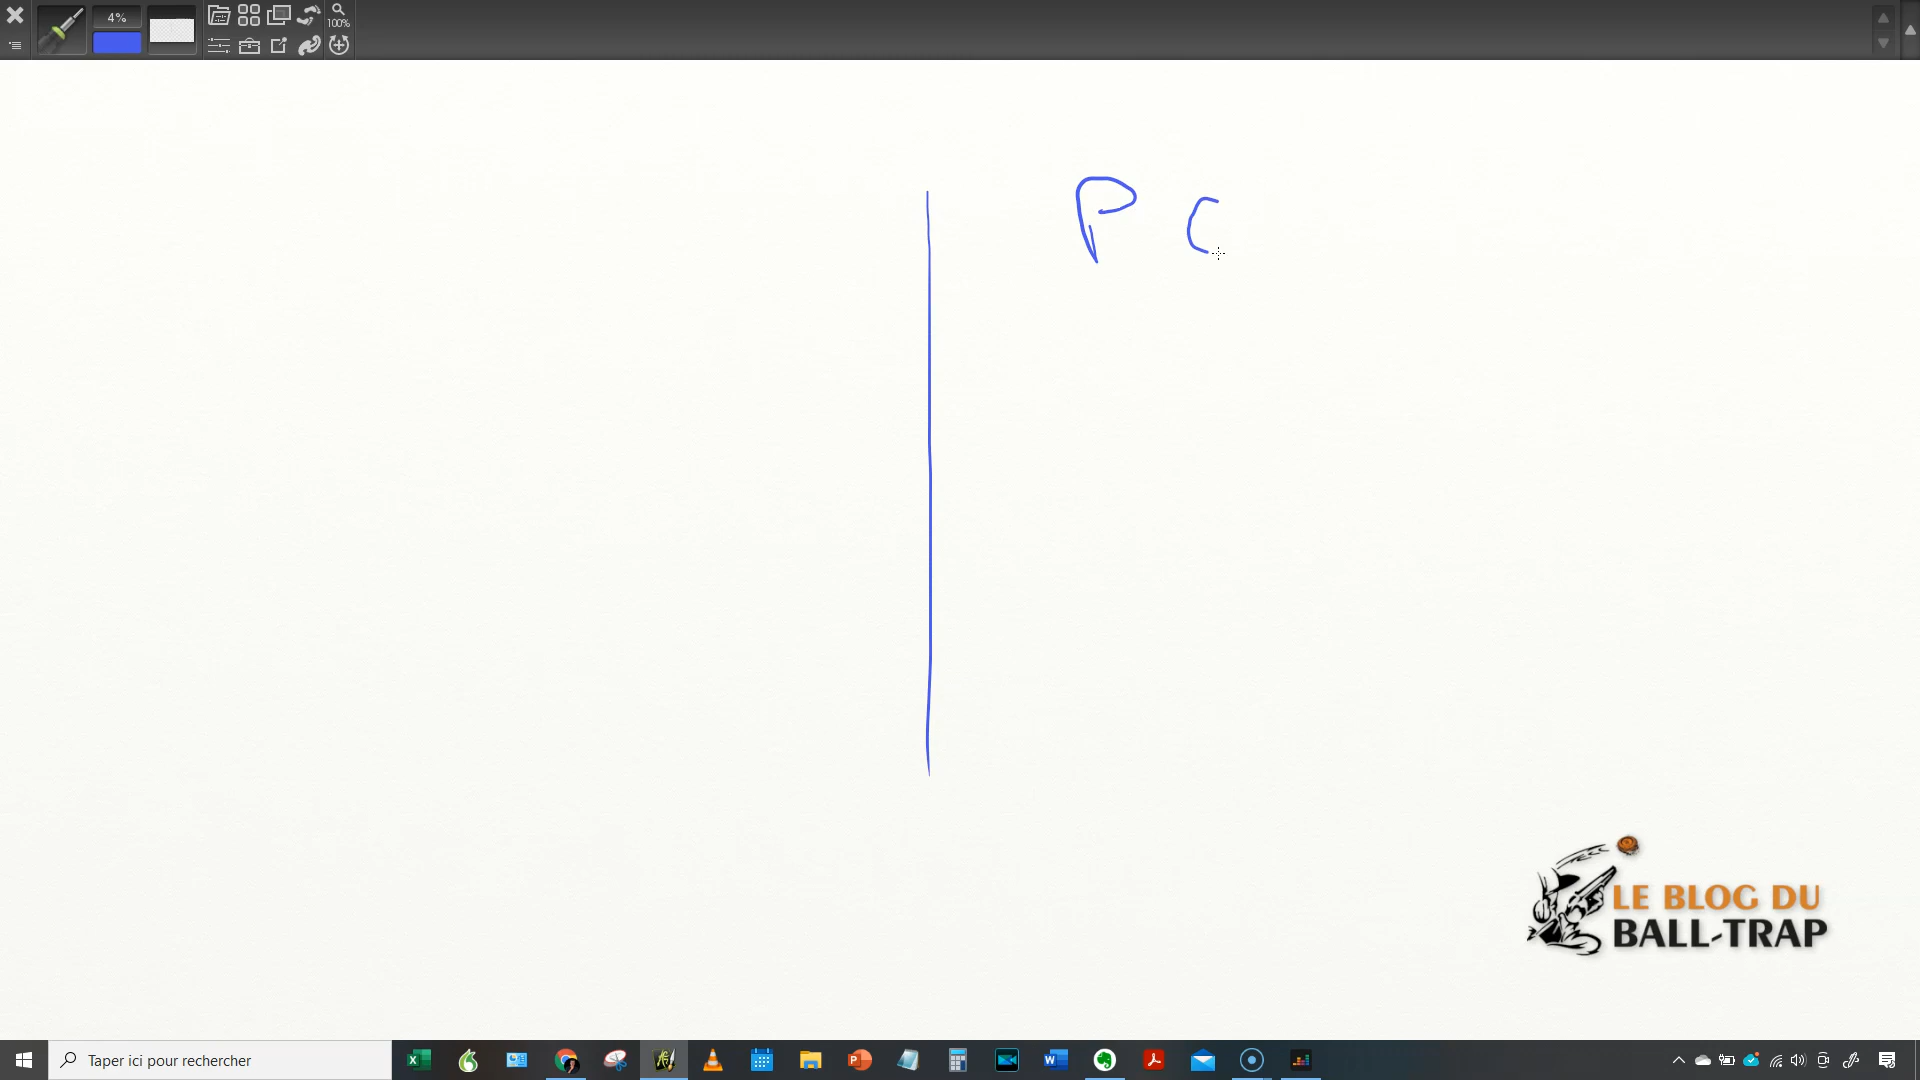 4%
100%
P C
LE BLOG DU
BALL-TRAP
Taper ici pour rechercher